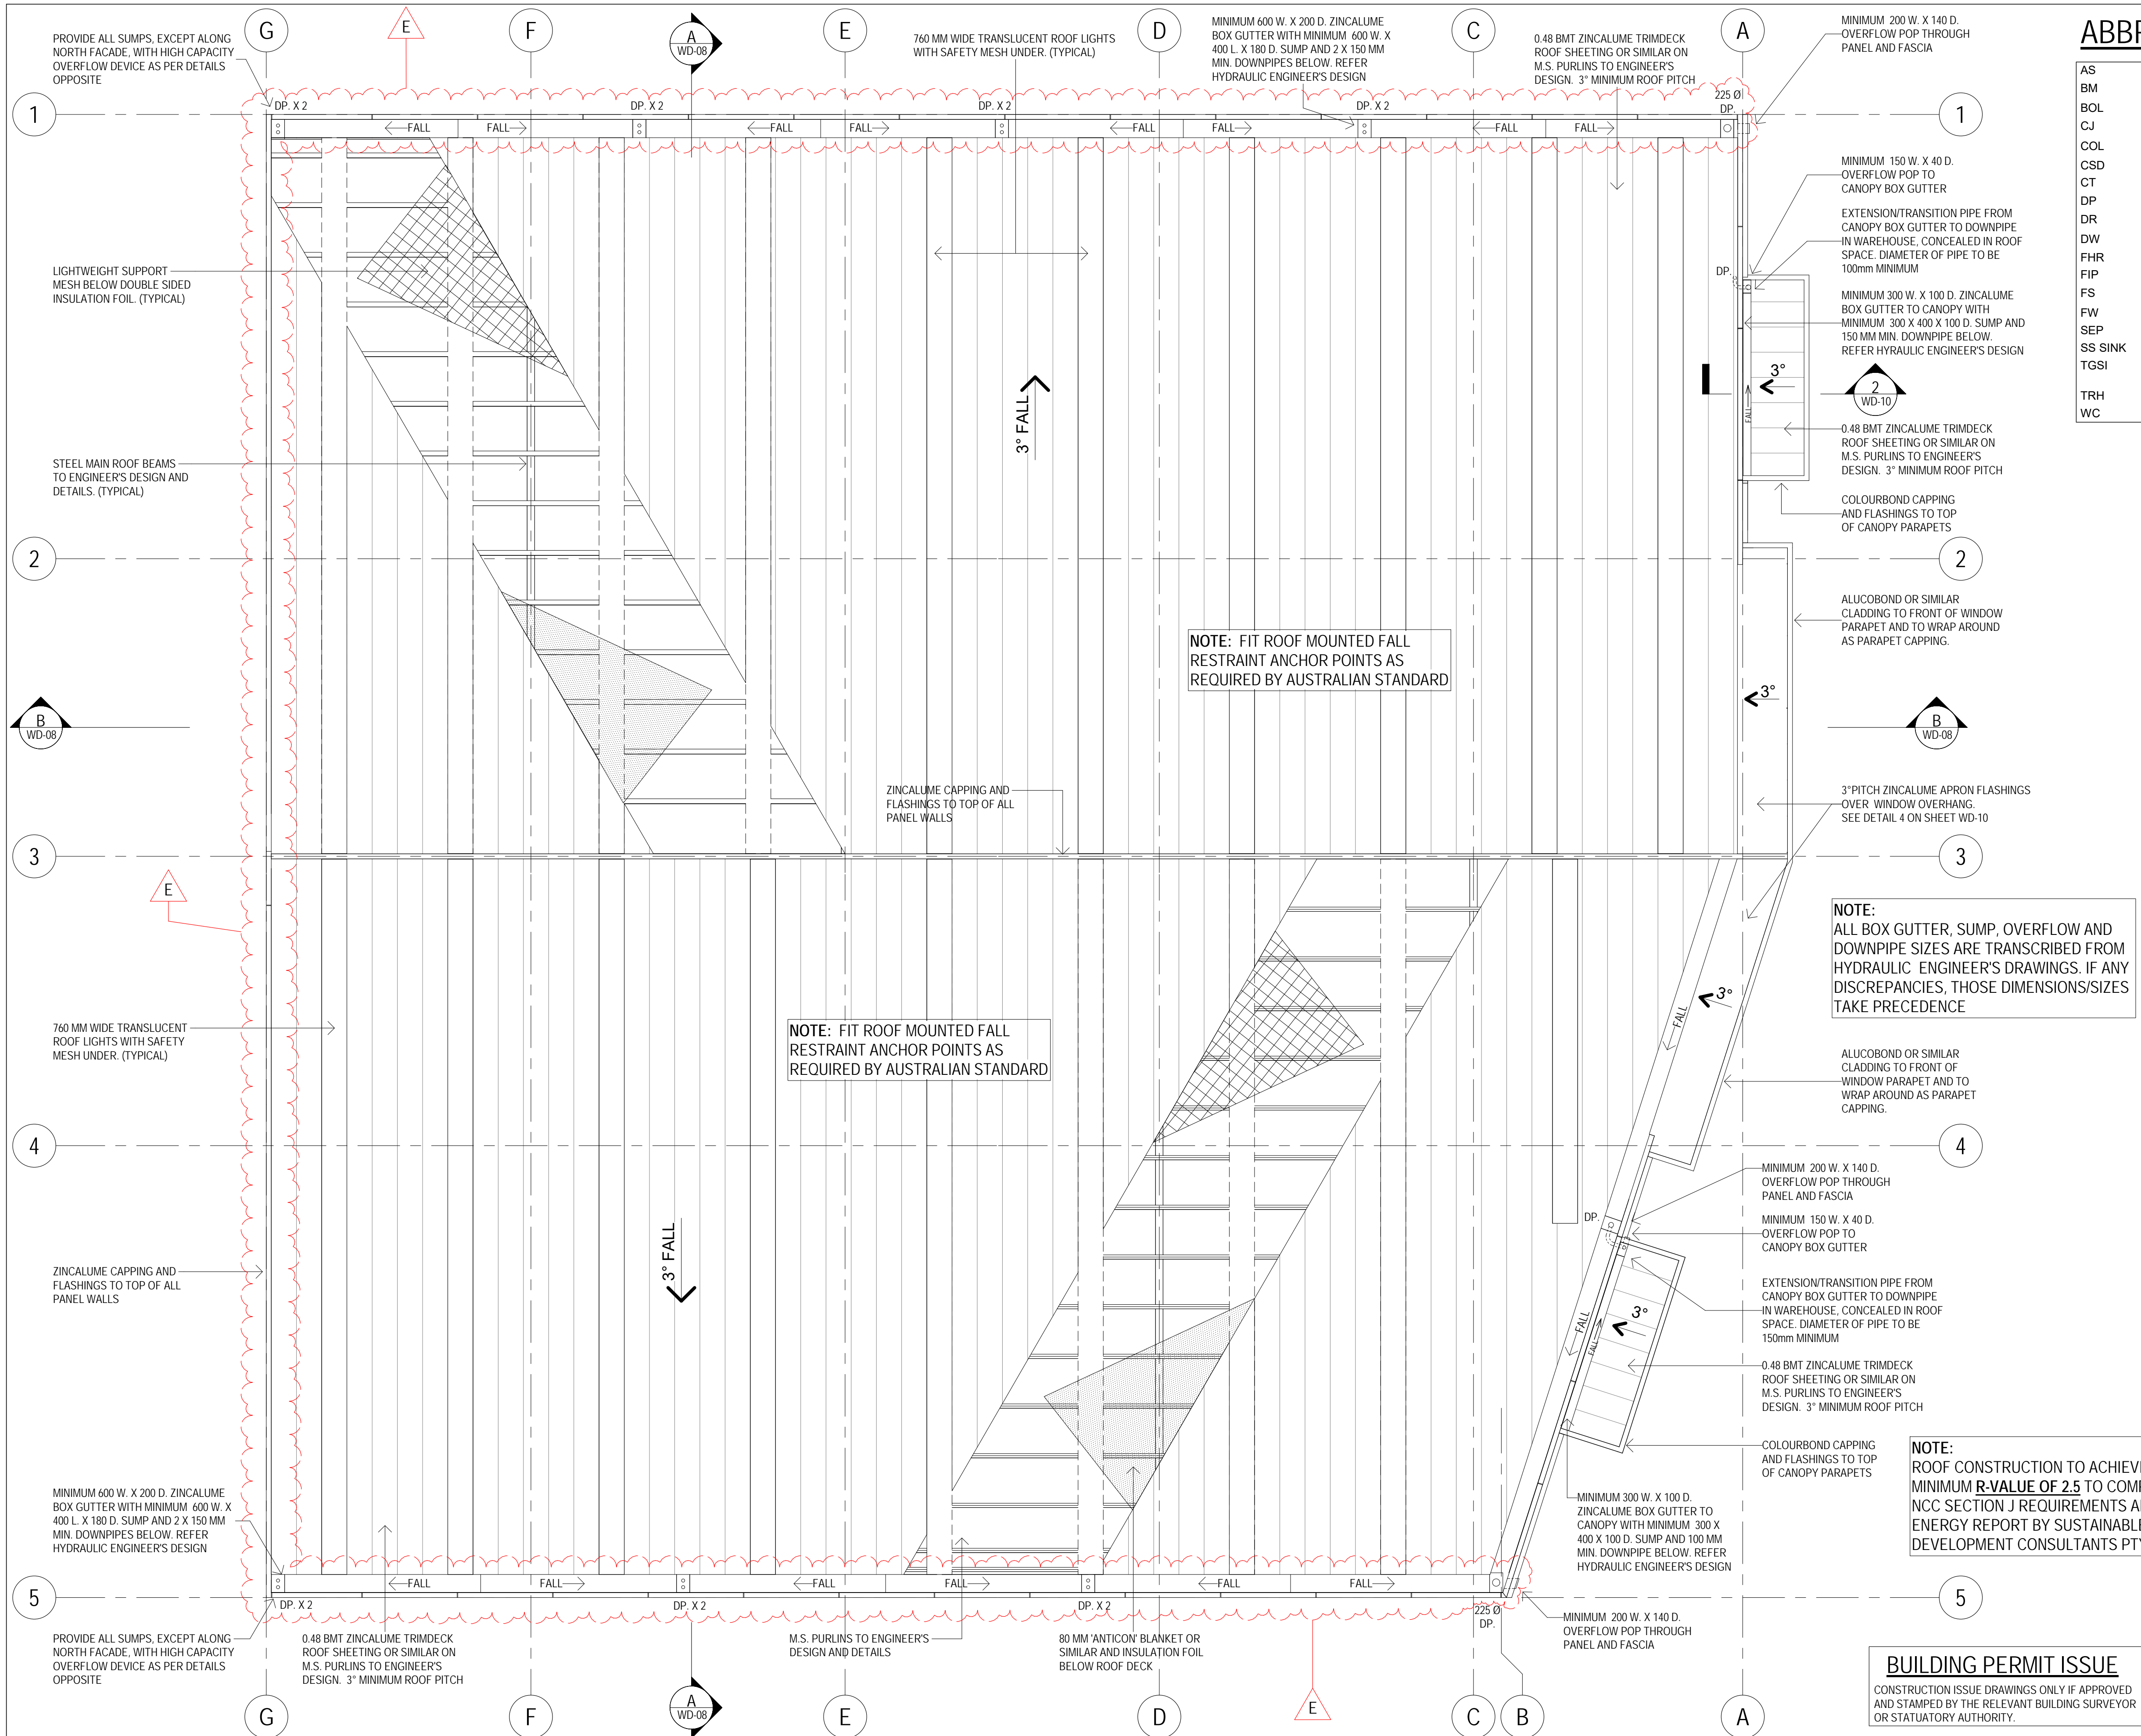 G
E
F
A
WD-08
E
D
C
A
PROVIDE ALL SUMPS, EXCEPT ALONG
NORTH FACADE, WITH HIGH CAPACITY
OVERFLOW DEVICE AS PER DETAILS
OPPOSITE
760 MM WIDE TRANSLUCENT ROOF LIGHTS
WITH SAFETY MESH UNDER. (TYPICAL)
MINIMUM 600 W. X 200 D. ZINCALUME
BOX GUTTER WITH MINIMUM 600 W. X
400 L. X 180 D. SUMP AND 2 X 150 MM
MIN. DOWNPIPES BELOW. REFER
HYDRAULIC ENGINEER'S DESIGN
0.48 BMT ZINCALUME TRIMDECK
ROOF SHEETING OR SIMILAR ON
M.S. PURLINS TO ENGINEER'S
DESIGN. 3° MINIMUM ROOF PITCH
MINIMUM 200 W. X 140 D.
OVERFLOW POP THROUGH
PANEL AND FASCIA
AS
BM
BOL
CJ
COL
CSD
CT
DP
DR
DW
FHR
FIP
FS
FW
SEP
SS SINK
TGSI
TRH
WC
1
DP. X 2
DP. X 2
DP. X 2
DP. X 2
225 Ø
DP.
1
FALL
FALL
FALL
FALL
FALL
FALL
FALL
FALL
MINIMUM 150 W. X 40 D.
OVERFLOW POP TO
CANOPY BOX GUTTER
EXTENSION/TRANSITION PIPE FROM
CANOPY BOX GUTTER TO DOWNPIPE
IN WAREHOUSE, CONCEALED IN ROOF
SPACE. DIAMETER OF PIPE TO BE
100mm MINIMUM
DP.
LIGHTWEIGHT SUPPORT
MESH BELOW DOUBLE SIDED
INSULATION FOIL. (TYPICAL)
MINIMUM 300 W. X 100 D. ZINCALUME
BOX GUTTER TO CANOPY WITH
MINIMUM 300 X 400 X 100 D. SUMP AND
150 MM MIN. DOWNPIPE BELOW.
REFER HYRAULIC ENGINEER'S DESIGN
3° FALL
3°
FALL
2
WD-10
0.48 BMT ZINCALUME TRIMDECK
ROOF SHEETING OR SIMILAR ON
M.S. PURLINS TO ENGINEER'S
DESIGN. 3° MINIMUM ROOF PITCH
STEEL MAIN ROOF BEAMS
TO ENGINEER'S DESIGN AND
DETAILS. (TYPICAL)
COLOURBOND CAPPING
AND FLASHINGS TO TOP
OF CANOPY PARAPETS
2
2
ALUCOBOND OR SIMILAR
CLADDING TO FRONT OF WINDOW
PARAPET AND TO WRAP AROUND
AS PARAPET CAPPING.
NOTE: FIT ROOF MOUNTED FALL
RESTRAINT ANCHOR POINTS AS
REQUIRED BY AUSTRALIAN STANDARD
3°
B
WD-08
B
WD-08
ZINCALUME CAPPING AND
FLASHINGS TO TOP OF ALL
PANEL WALLS
3°PITCH ZINCALUME APRON FLASHINGS
OVER WINDOW OVERHANG.
SEE DETAIL 4 ON SHEET WD-10
3
3
E
NOTE:
ALL BOX GUTTER, SUMP, OVERFLOW AND
DOWNPIPE SIZES ARE TRANSCRIBED FROM
HYDRAULIC ENGINEER'S DRAWINGS. IF ANY
DISCREPANCIES, THOSE DIMENSIONS/SIZES
TAKE PRECEDENCE
3°
FALL
760 MM WIDE TRANSLUCENT
ROOF LIGHTS WITH SAFETY
MESH UNDER. (TYPICAL)
NOTE: FIT ROOF MOUNTED FALL
RESTRAINT ANCHOR POINTS AS
REQUIRED BY AUSTRALIAN STANDARD
ALUCOBOND OR SIMILAR
CLADDING TO FRONT OF
WINDOW PARAPET AND TO
WRAP AROUND AS PARAPET
CAPPING.
4
4
MINIMUM 200 W. X 140 D.
OVERFLOW POP THROUGH
PANEL AND FASCIA
DP.
MINIMUM 150 W. X 40 D.
OVERFLOW POP TO
CANOPY BOX GUTTER
3° FALL
ZINCALUME CAPPING AND
FLASHINGS TO TOP OF ALL
PANEL WALLS
EXTENSION/TRANSITION PIPE FROM
CANOPY BOX GUTTER TO DOWNPIPE
IN WAREHOUSE, CONCEALED IN ROOF
SPACE. DIAMETER OF PIPE TO BE
150mm MINIMUM
FALL
FALL
3°
0.48 BMT ZINCALUME TRIMDECK
ROOF SHEETING OR SIMILAR ON
M.S. PURLINS TO ENGINEER'S
DESIGN. 3° MINIMUM ROOF PITCH
COLOURBOND CAPPING
AND FLASHINGS TO TOP
OF CANOPY PARAPETS
NOTE:
ROOF CONSTRUCTION TO
MINIMUM R-VALUE OF 2.5 TO
NCC SECTION J REQUIREMENTS
ENERGY REPORT BY
DEVELOPMENT CONSULTANTS
MINIMUM 600 W. X 200 D. ZINCALUME
BOX GUTTER WITH MINIMUM 600 W. X
400 L. X 180 D. SUMP AND 2 X 150 MM
MIN. DOWNPIPES BELOW. REFER
HYDRAULIC ENGINEER'S DESIGN
MINIMUM 300 W. X 100 D.
ZINCALUME BOX GUTTER TO
CANOPY WITH MINIMUM 300 X
400 X 100 D. SUMP AND 100 MM
MIN. DOWNPIPE BELOW. REFER
HYDRAULIC ENGINEER'S DESIGN
5
FALL
FALL
FALL
FALL
FALL
FALL
5
DP. X 2
DP. X 2
DP. X 2
225 Ø
DP.
MINIMUM 200 W. X 140 D.
OVERFLOW POP THROUGH
PANEL AND FASCIA
PROVIDE ALL SUMPS, EXCEPT ALONG
NORTH FACADE, WITH HIGH CAPACITY
OVERFLOW DEVICE AS PER DETAILS
OPPOSITE
0.48 BMT ZINCALUME TRIMDECK
ROOF SHEETING OR SIMILAR ON
M.S. PURLINS TO ENGINEER'S
DESIGN. 3° MINIMUM ROOF PITCH
M.S. PURLINS TO ENGINEER'S
DESIGN AND DETAILS
80 MM 'ANTICON' BLANKET OR
SIMILAR AND INSULATION FOIL
BELOW ROOF DECK
BUILDING PERMIT ISSUE
CONSTRUCTION ISSUE DRAWINGS ONLY IF APPROVED
AND STAMPED BY THE RELEVANT BUILDING SURVEYOR
OR STATUATORY AUTHORITY.
G
F
A
WD-08
E
D
E
C
B
A